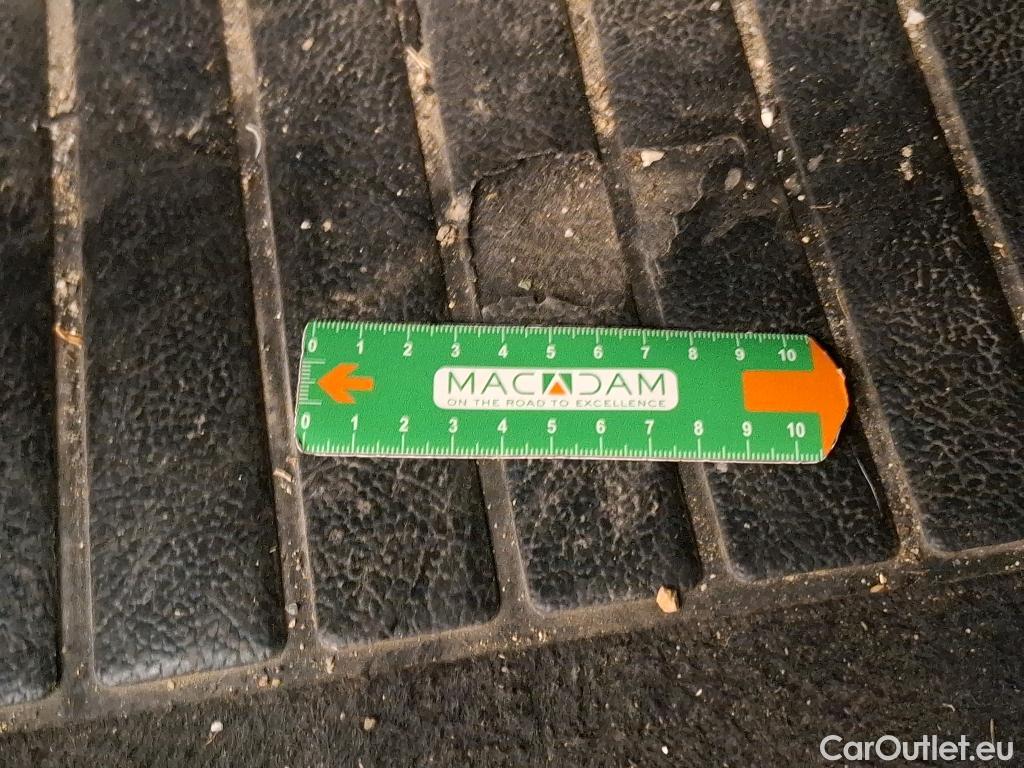 0 1 2 3 4 5 6 7 8 9 10
MACADAM
ON THE ROAD TO EXCELLENCE
0 1 2 3 4 5 6 7 8 9 10
CarOutlet.eu